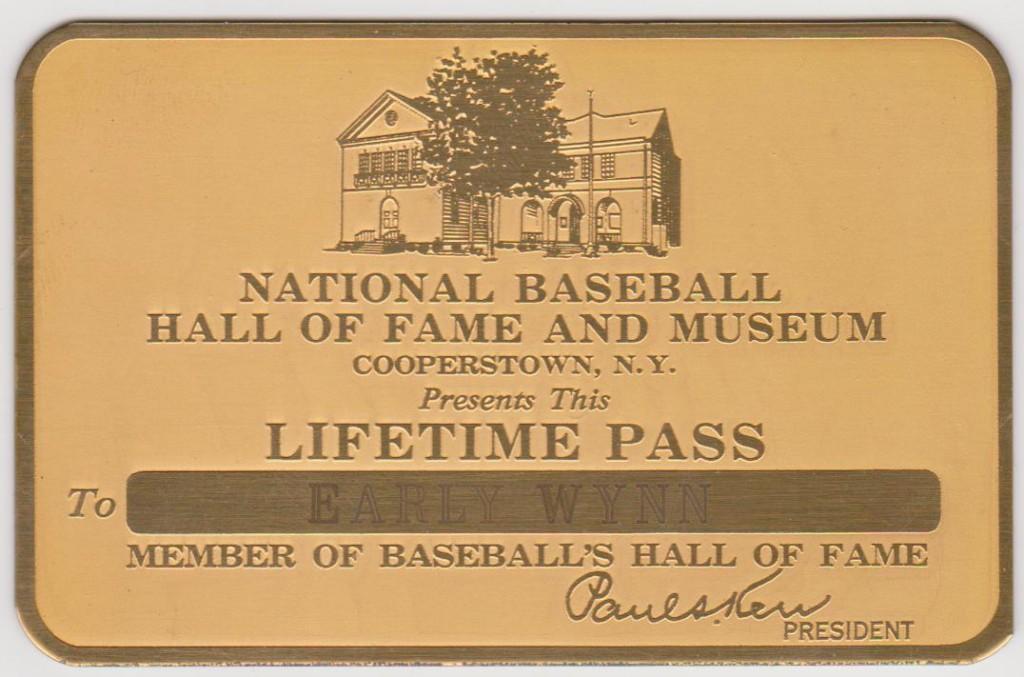 NATIONAL BASEBALL
HALL OF FAME AND MUSEUM
COOPERSTOWN, N.Y.
Presents This
LIFETIME PASS
To EARLY WYNN
MEMBER OF BASEBALL'S HALL OF FAME
Paul S. Kerr
PRESIDENT